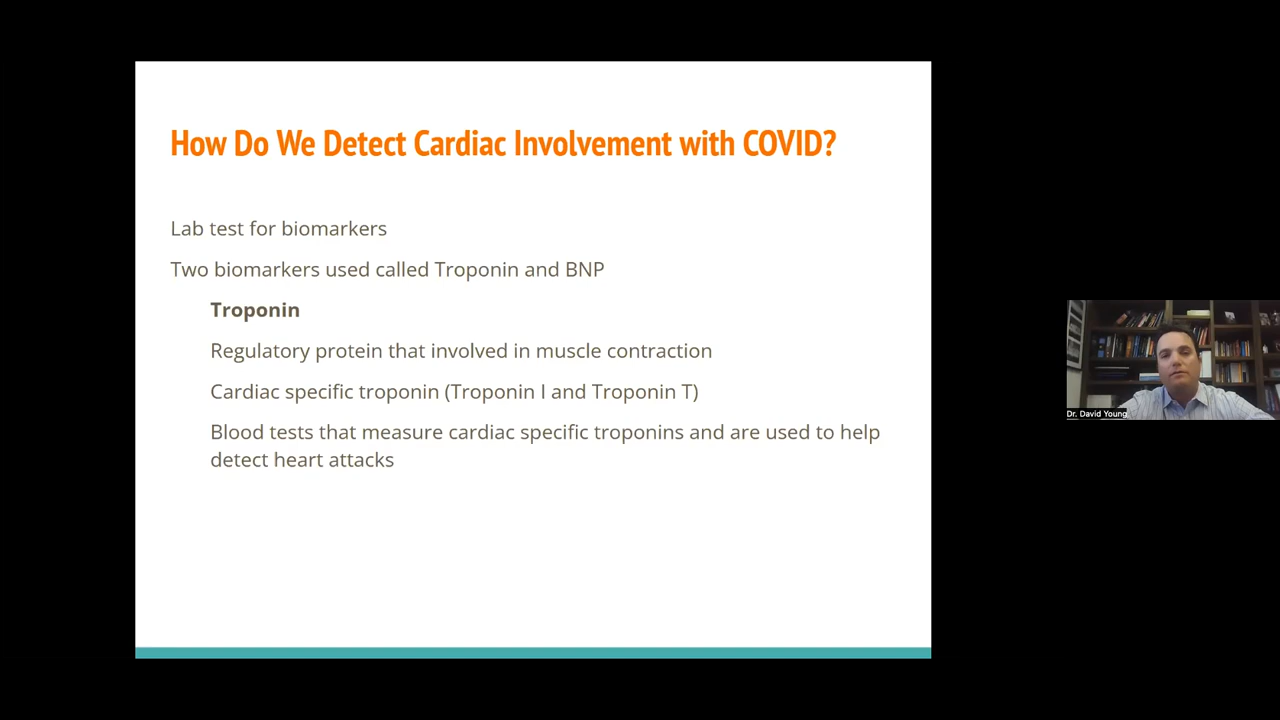 How Do We Detect Cardiac Involvement with COVID?
Lab test for biomarkers
Two biomarkers used called Troponin and BNP
Troponin
Regulatory protein that involved in muscle contraction
Cardiac specific troponin (Troponin I and Troponin T)
Blood tests that measure cardiac specific troponins and are used to help
detect heart attacks
Dr. David Young